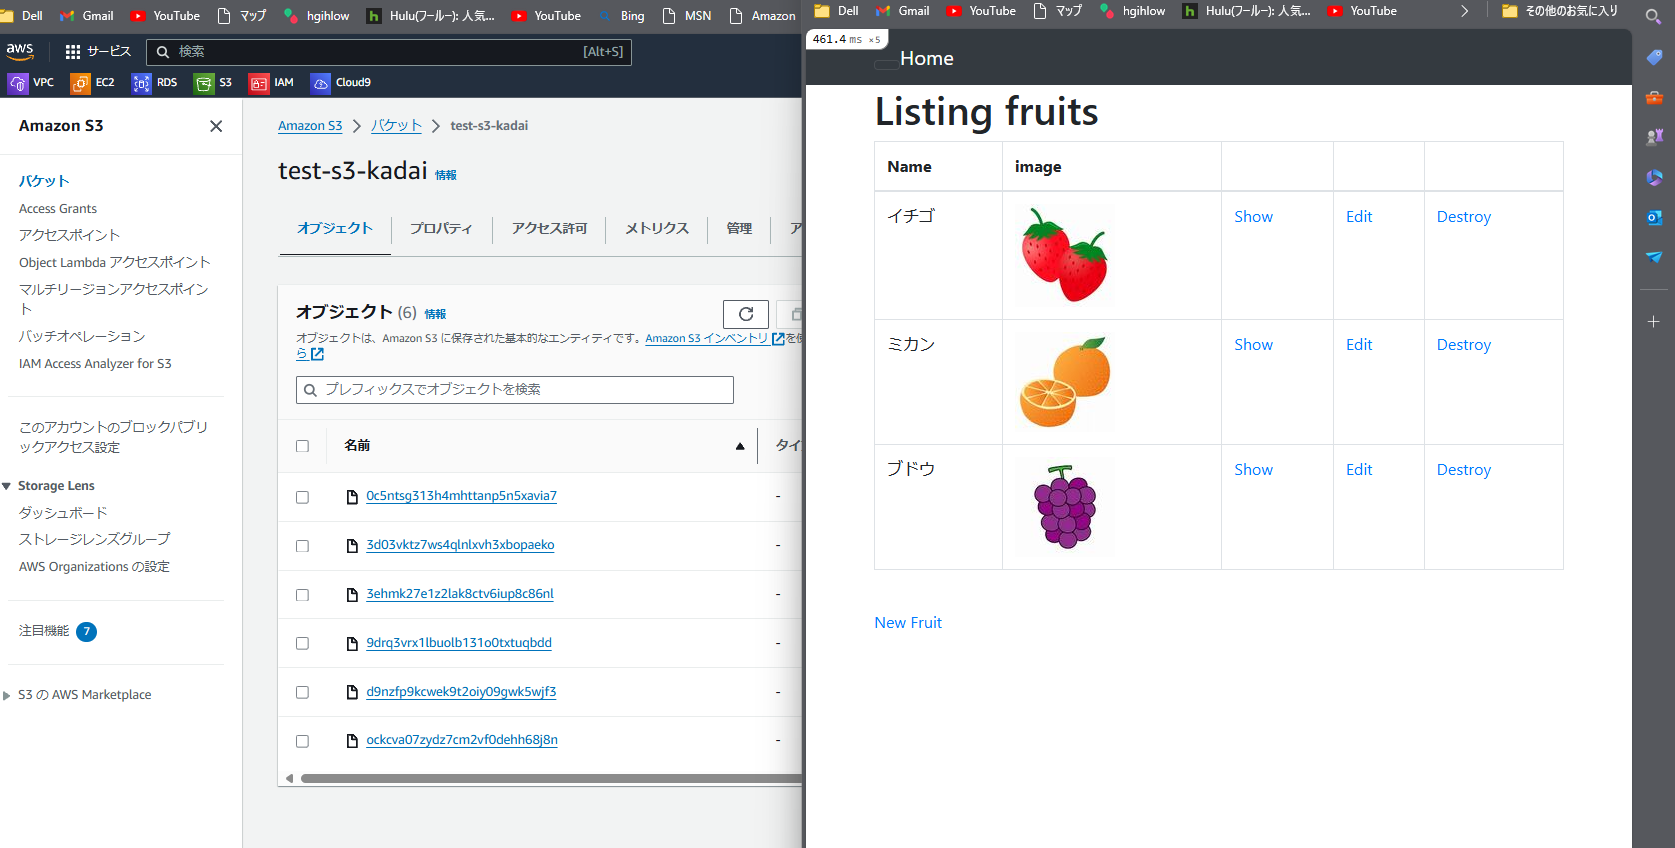 Dell Gmail YouTube マップ hgihlow Hulu(フールー): 人気... YouTube Bing MSN Amazon
aws サービス 検索 [Alt+S]
VPC EC2 RDS S3 IAM Cloud9
Amazon S3
バケット
Access Grants
アクセスポイント
Object Lambda アクセスポイント
マルチリージョンアクセスポイン
ト
バッチオペレーション
IAM Access Analyzer for S3
このアカウントのブロックパブリ
ックアクセス設定
Storage Lens
ダッシュボード
ストレージレンズグループ
AWS Organizations の設定
注目機能 7
S3 の AWS Marketplace
Amazon S3 バケット test-s3-kadai
test-s3-kadai 情報
オブジェクト プロパティ アクセス許可 メトリクス 管理 ア
オブジェクト (6) 情報
オブジェクトは、Amazon S3 に保存された基本的なエンティティです。Amazon S3 インベントリ を使
ら
プレフィックスでオブジェクトを検索
名前 タイ
0c5ntsg313h4mhttanp5n5xavia7 -
3d03vktz7ws4qlnlxvh3xbopaeko -
3ehmk27e1z2lak8ctv6iup8c86nl -
9drq3vrx1lbuolb131o0txtuqbdd -
d9nzfp9kcwek9t2oiy09gwk5wjf3 -
ockcva07zydz7cm2vf0dehh68j8n -
Dell Gmail YouTube マップ hgihlow Hulu(フールー): 人気... YouTube その他のお気に入り
461.4 ms ×5
Home
Listing fruits
Name image
イチゴ Show Edit Destroy
ミカン Show Edit Destroy
ブドウ Show Edit Destroy
New Fruit